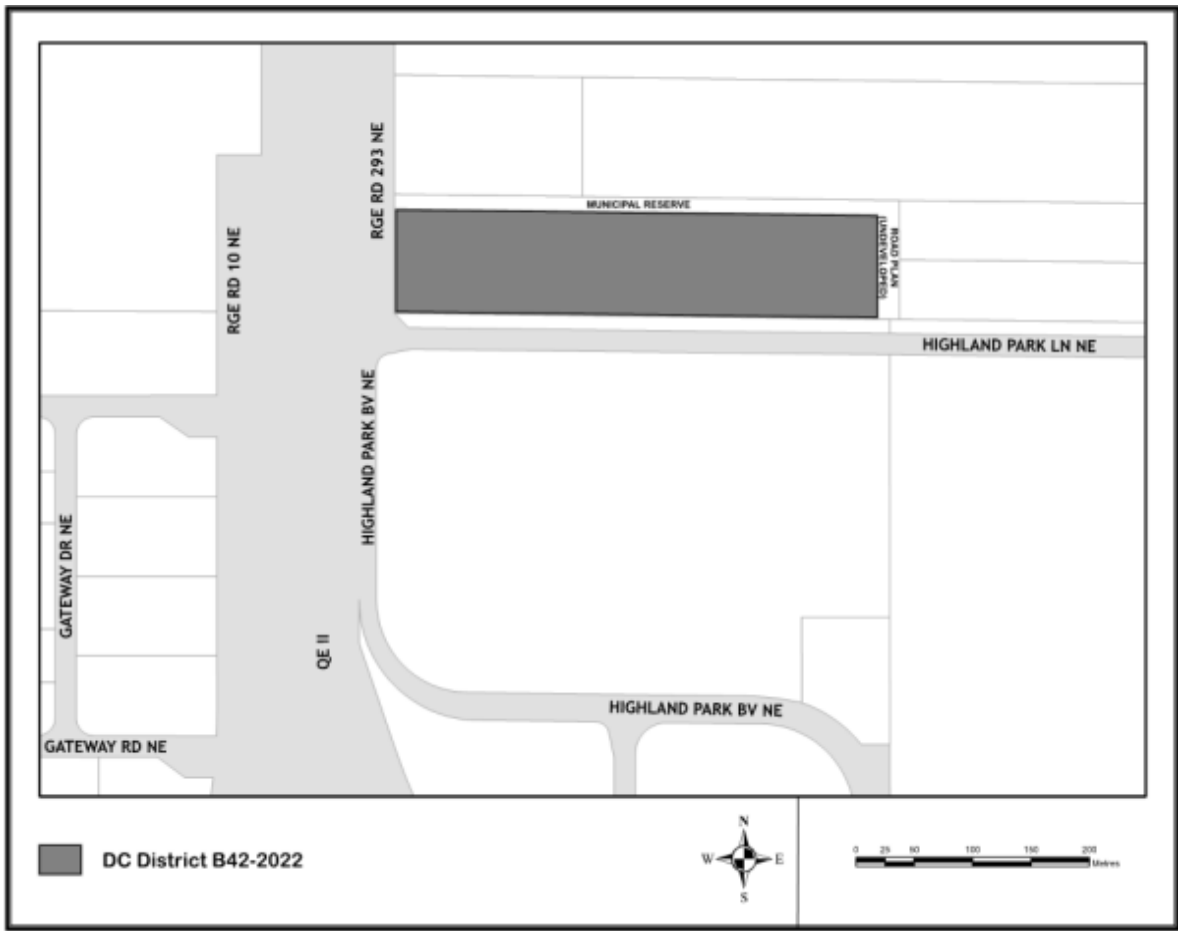 RGE RD 293 NE
MUNICIPAL RESERVE
RGE RD 10 NE
ROAD PLAN
(UNDEVELOPED)
HIGHLAND PARK LN NE
HIGHLAND PARK BV NE
GATEWAY DR NE
QE II
HIGHLAND PARK BV NE
GATEWAY RD NE
DC District B42-2022
N
W E
S
0 25 50 100 150 200
Metres